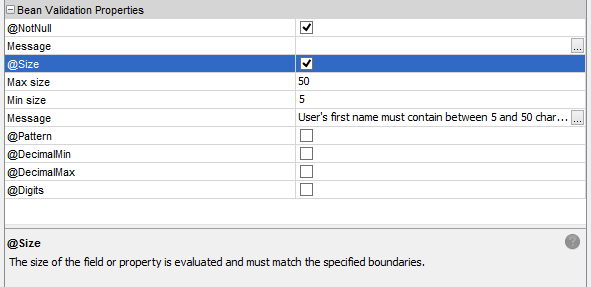 Bean Validation Properties
@NotNull
Message ...
@Size
Max size 50
Min size 5
Message User's first name must contain between 5 and 50 char... ...
@Pattern
@DecimalMin
@DecimalMax
@Digits
@Size ?
The size of the field or property is evaluated and must match the specified boundaries.